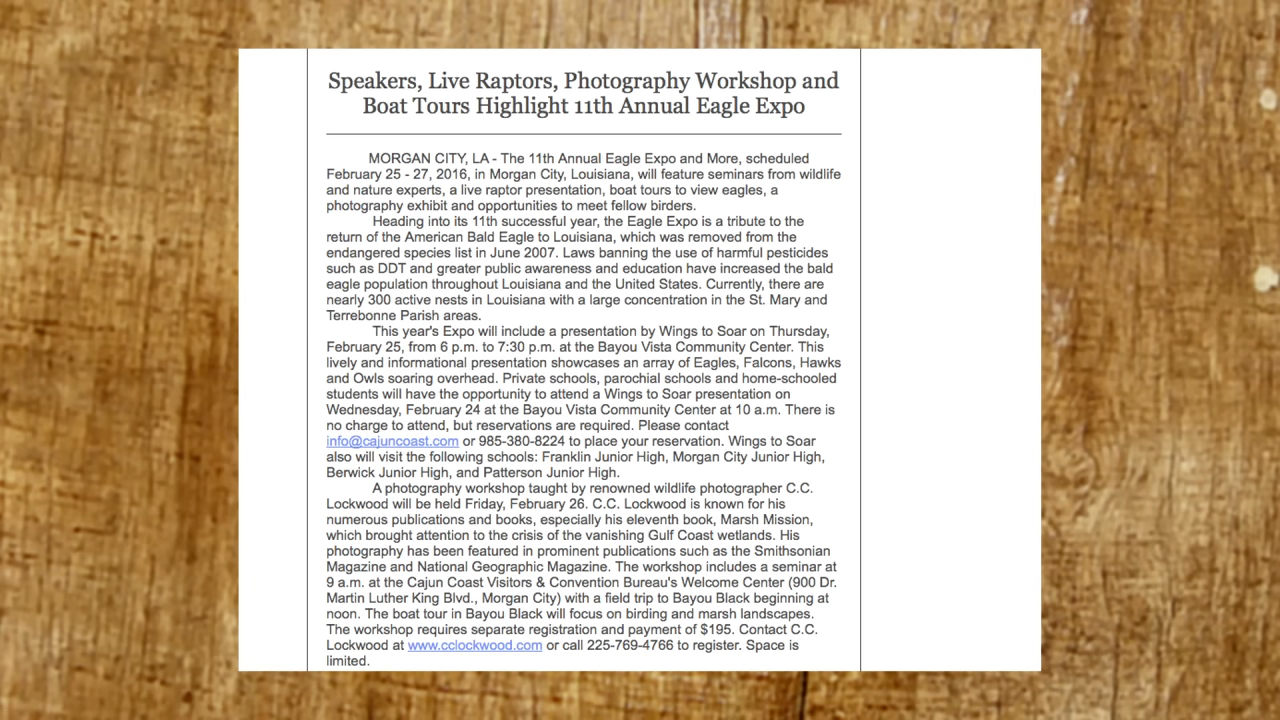 Speakers, Live Raptors, Photography Workshop and
Boat Tours Highlight 11th Annual Eagle Expo
MORGAN CITY, LA - The 11th Annual Eagle Expo and More, scheduled
February 25 - 27, 2016, in Morgan City, Louisiana, will feature seminars from wildlife
and nature experts, a live raptor presentation, boat tours to view eagles, a
photography exhibit and opportunities to meet fellow birders.
Heading into its 11th successful year, the Eagle Expo is a tribute to the
return of the American Bald Eagle to Louisiana, which was removed from the
endangered species list in June 2007. Laws banning the use of harmful pesticides
such as DDT and greater public awareness and education have increased the bald
eagle population throughout Louisiana and the United States. Currently, there are
nearly 300 active nests in Louisiana with a large concentration in the St. Mary and
Terrebonne Parish areas.
This year's Expo will include a presentation by Wings to Soar on Thursday,
February 25, from 6 p.m. to 7:30 p.m. at the Bayou Vista Community Center. This
lively and informational presentation showcases an array of Eagles, Falcons, Hawks
and Owls soaring overhead. Private schools, parochial schools and home-schooled
students will have the opportunity to attend a Wings to Soar presentation on
Wednesday, February 24 at the Bayou Vista Community Center at 10 a.m. There is
no charge to attend, but reservations are required. Please contact
info@cajuncoast.com or 985-380-8224 to place your reservation. Wings to Soar
also will visit the following schools: Franklin Junior High, Morgan City Junior High,
Berwick Junior High, and Patterson Junior High.
A photography workshop taught by renowned wildlife photographer C.C.
Lockwood will be held Friday, February 26. C.C. Lockwood is known for his
numerous publications and books, especially his eleventh book, Marsh Mission,
which brought attention to the crisis of the vanishing Gulf Coast wetlands. His
photography has been featured in prominent publications such as the Smithsonian
Magazine and National Geographic Magazine. The workshop includes a seminar at
9 a.m. at the Cajun Coast Visitors & Convention Bureau's Welcome Center (900 Dr.
Martin Luther King Blvd., Morgan City) with a field trip to Bayou Black beginning at
noon. The boat tour in Bayou Black will focus on birding and marsh landscapes.
The workshop requires separate registration and payment of $195. Contact C.C.
Lockwood at www.cclockwood.com or call 225-769-4766 to register. Space is
limited.